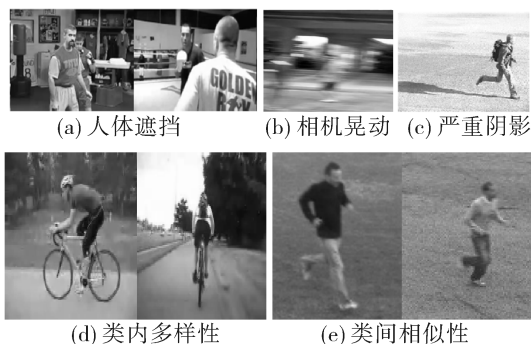 GOLDEN
(a) 人体遮挡
(b) 相机晃动
(c) 严重阴影
(d) 类内多样性
(e) 类间相似性